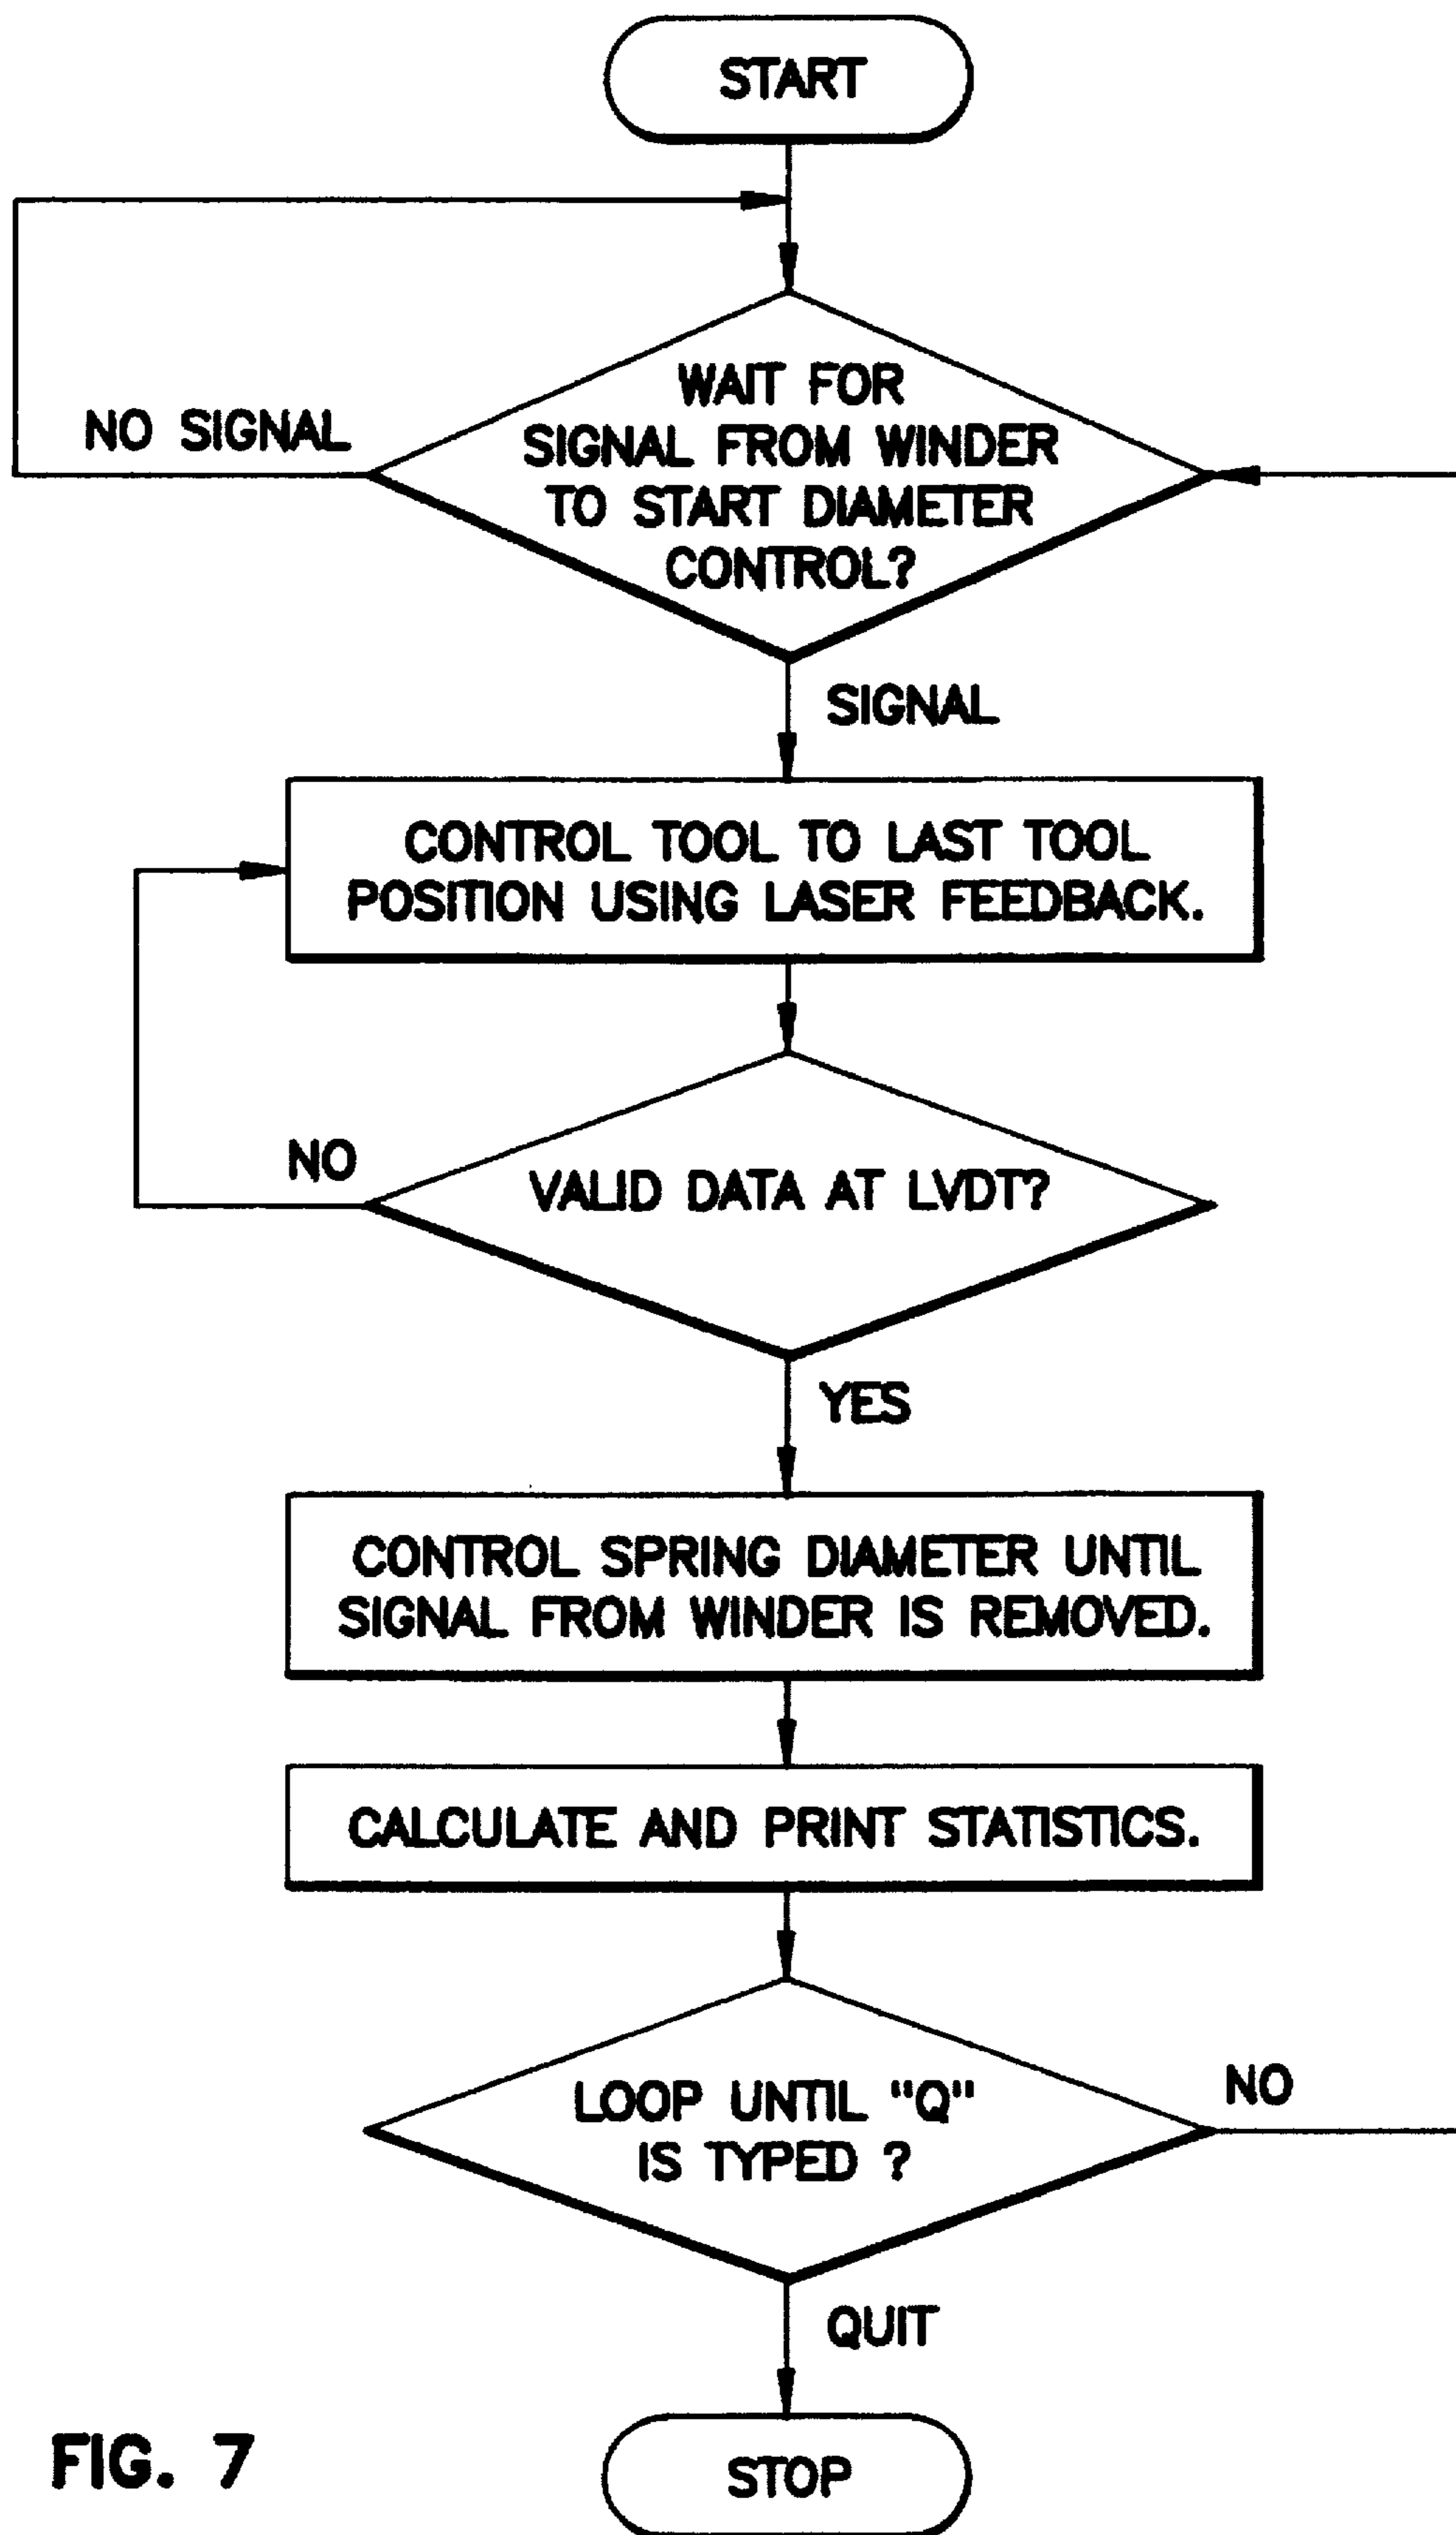 START
WAIT FOR
NO SIGNAL
SIGNAL FROM WINDER
TO START DIAMETER
CONTROL?
SIGNAL
CONTROL TOOL TO LAST TOOL
POSITION USING LASER FEEDBACK.
NO
VALID DATA AT LVDT?
YES
CONTROL SPRING DIAMETER UNTIL
SIGNAL FROM WINDER IS REMOVED.
CALCULATE AND PRINT STATISTICS.
LOOP UNTIL "Q"
IS TYPED ?
NO
QUIT
STOP
FIG. 7